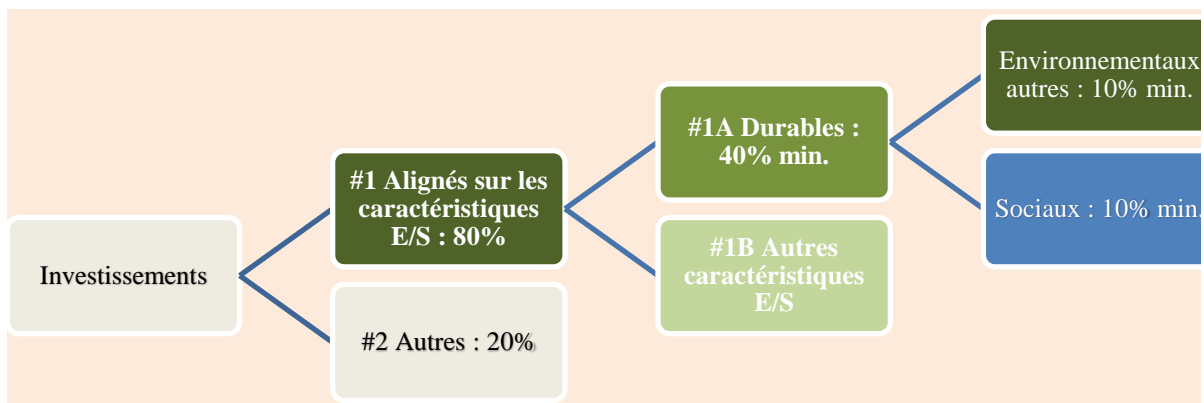 Investissements
#1 Alignés sur les
caractéristiques
E/S : 80%
#2 Autres : 20%
#1A Durables :
40% min.
#1B Autres
caractéristiques
E/S
Environnementaux
autres : 10% min.
Sociaux : 10% min.